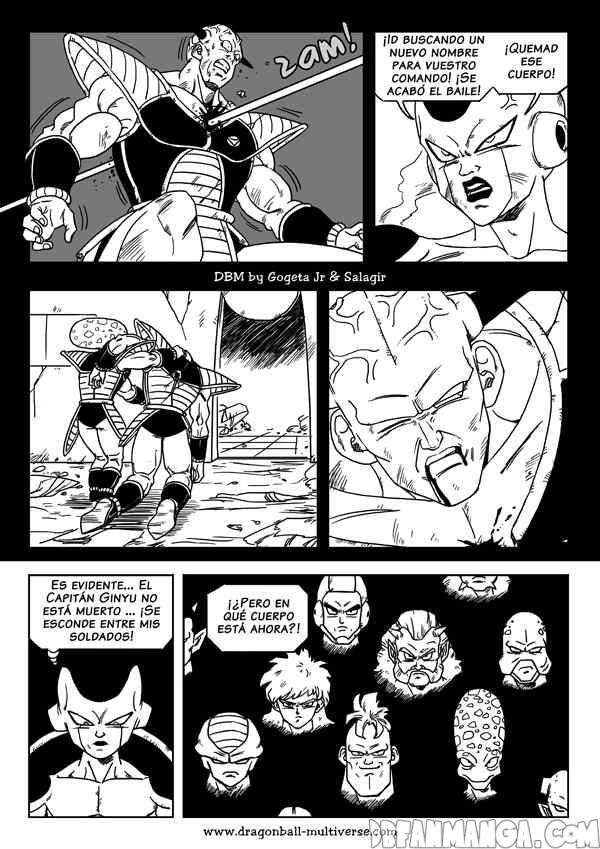 ZAM!
¡ID BUSCANDO UN
NUEVO NOMBRE
PARA VUESTRO
COMANDO! ¡SE
ACABÓ EL BAILE!
¡QUEMAD
ESE
CUERPO!
DBM by Gogeta Jr & Salagir
ES EVIDENTE... EL
CAPITÁN GINYU NO
ESTÁ MUERTO ... ¡SE
ESCONDE ENTRE MIS
SOLDADOS!
¡¿PERO EN
QUÉ CUERPO
ESTÁ AHORA?!
www.dragonball-multiverse.com
DBFANMANGA.COM